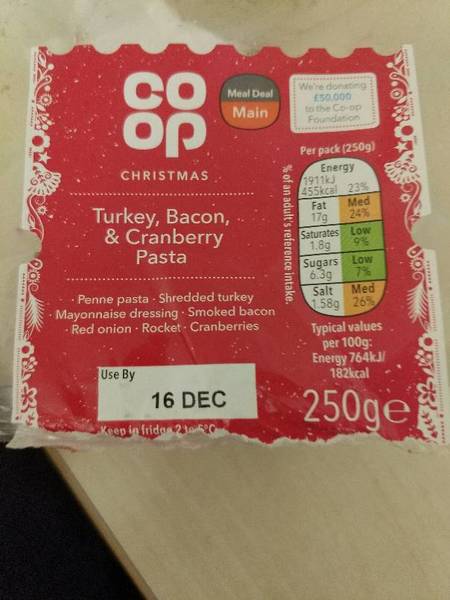 CO
OP
CHRISTMAS
Meal Deal
Main
We're donating
£50,000
to the Co-op
Foundation
Turkey, Bacon,
& Cranberry
Pasta
· Penne pasta · Shredded turkey
· Mayonnaise dressing · Smoked bacon
· Red onion · Rocket · Cranberries
Use By
16 DEC
Keep in fridge 2 to 5°C
Per pack (250g)
% of an adult's reference intake.
Energy
1911kJ
455kcal 23%
Fat Med
17g 24%
Saturates Low
1.8g 9%
Sugars Low
6.3g 7%
Salt Med
1.58g 26%
Typical values
per 100g:
Energy 764kJ/
182kcal
250g℮